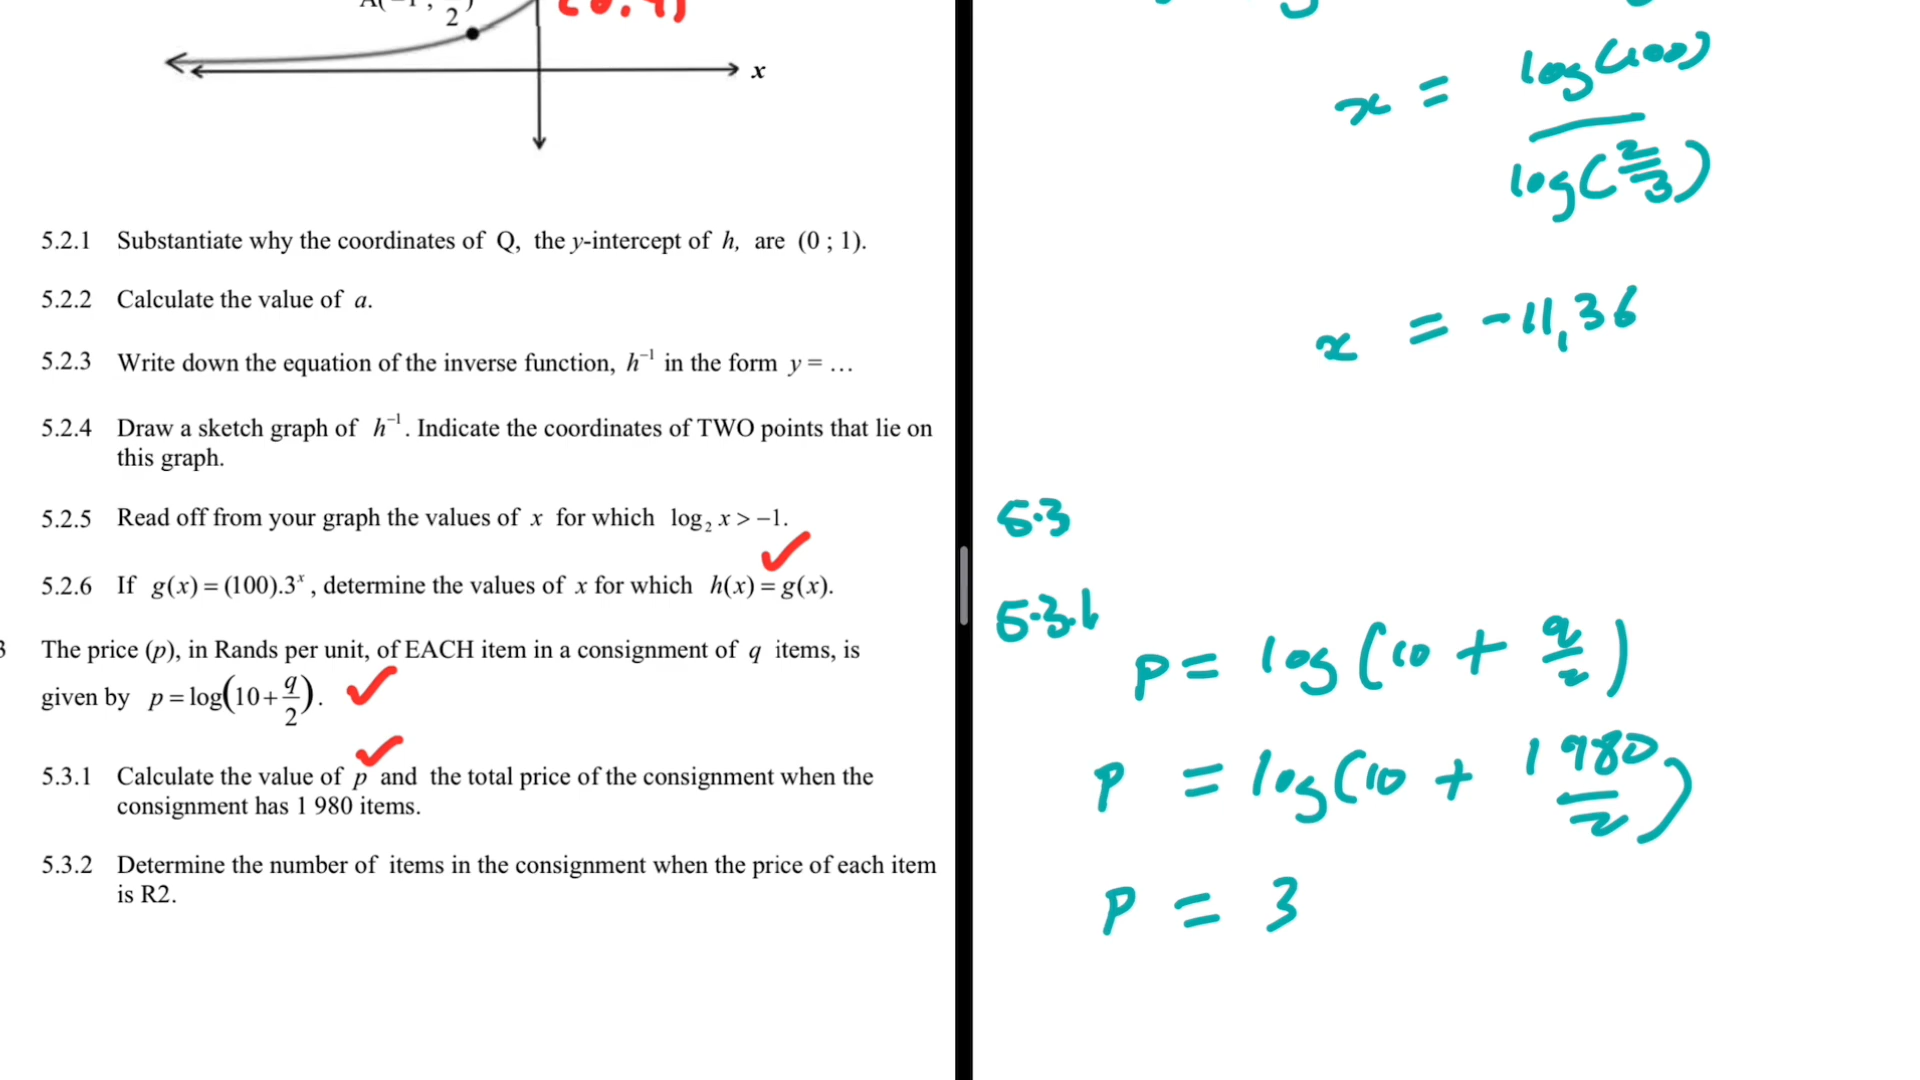 2
x
5.2.1 Substantiate why the coordinates of Q, the y-intercept of h, are (0 ; 1).
5.2.2 Calculate the value of a.
5.2.3 Write down the equation of the inverse function, h⁻¹ in the form y = …
5.2.4 Draw a sketch graph of h⁻¹. Indicate the coordinates of TWO points that lie on
this graph.
5.2.5 Read off from your graph the values of x for which log₂ x > −1.
5.2.6 If g(x) = (100).3ˣ, determine the values of x for which h(x) = g(x).
3 The price (p), in Rands per unit, of EACH item in a consignment of q items, is
given by p = log(10 + q/2).
5.3.1 Calculate the value of p and the total price of the consignment when the
consignment has 1 980 items.
5.3.2 Determine the number of items in the consignment when the price of each item
is R2.
x = log(100) / log(2/3)
x = -11,36
5.3
5.3.1
p = log(10 + q/2)
p = log(10 + 1980/2)
p = 3